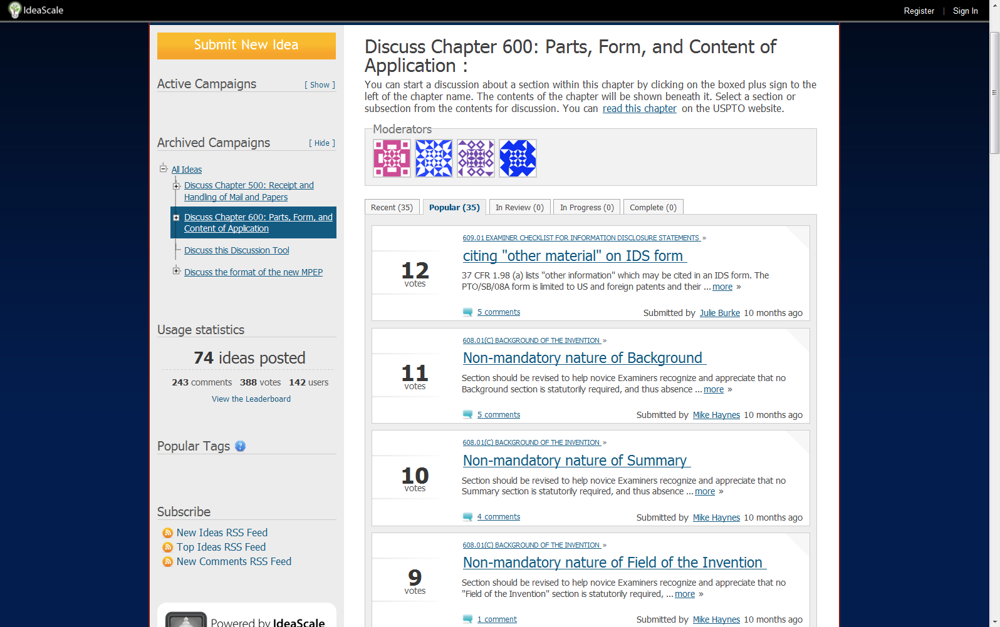 IdeaScale
Register | Sign In
Submit New Idea
Active Campaigns [ Show ]
Archived Campaigns [ Hide ]
All Ideas
Discuss Chapter 500: Receipt and
Handling of Mail and Papers
Discuss Chapter 600: Parts, Form, and
Content of Application
Discuss this Discussion Tool
Discuss the format of the new MPEP
Usage statistics
74 ideas posted
243 comments 388 votes 142 users
View the Leaderboard
Popular Tags ?
Subscribe
New Ideas RSS Feed
Top Ideas RSS Feed
New Comments RSS Feed
Powered by IdeaScale
Discuss Chapter 600: Parts, Form, and Content of
Application :
You can start a discussion about a section within this chapter by clicking on the boxed plus sign to the
left of the chapter name. The contents of the chapter will be shown beneath it. Select a section or
subsection from the contents for discussion. You can read this chapter on the USPTO website.
Moderators
Recent (35) Popular (35) In Review (0) In Progress (0) Complete (0)
609.01 EXAMINER CHECKLIST FOR INFORMATION DISCLOSURE STATEMENTS »
citing "other material" on IDS form
12
votes
37 CFR 1.98 (a) lists "other information" which may be cited in an IDS form. The
PTO/SB/08A form is limited to US and foreign patents and their ... more »
5 comments Submitted by Julie Burke 10 months ago
608.01(C) BACKGROUND OF THE INVENTION »
Non-mandatory nature of Background
11
votes
Section should be revised to help novice Examiners recognize and appreciate that no
Background section is statutorily required, and thus absence ... more »
5 comments Submitted by Mike Haynes 10 months ago
608.01(C) BACKGROUND OF THE INVENTION »
Non-mandatory nature of Summary
10
votes
Section should be revised to help novice Examiners recognize and appreciate that no
Summary section is statutorily required, and thus absence ... more »
4 comments Submitted by Mike Haynes 10 months ago
608.01(C) BACKGROUND OF THE INVENTION »
Non-mandatory nature of Field of the Invention
9
votes
Section should be revised to help novice Examiners recognize and appreciate that no
"Field of the Invention" section is statutorily required, ... more »
1 comment Submitted by Mike Haynes 10 months ago